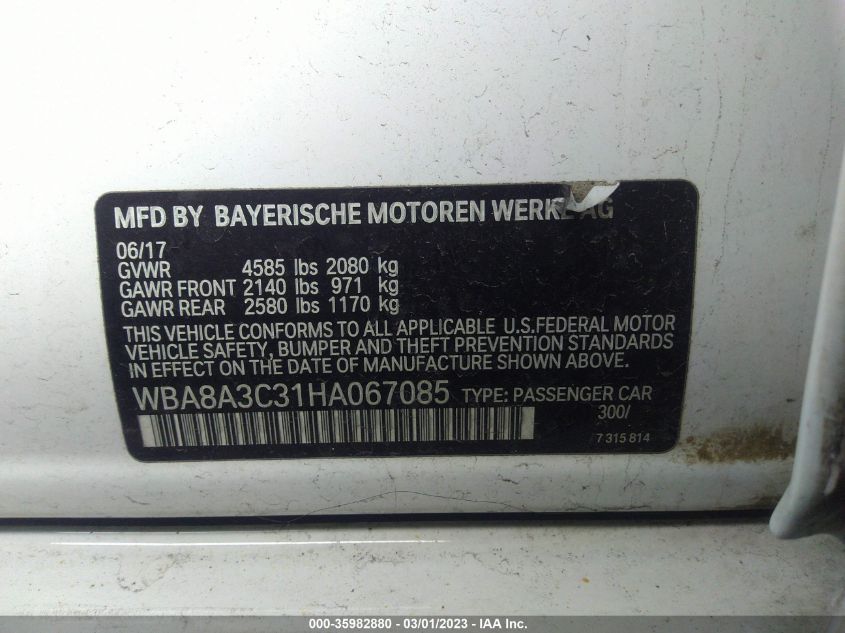 MFD BY BAYERISCHE MOTOREN WERKE AG
06/17
GVWR 4585 lbs 2080 kg
GAWR FRONT 2140 lbs 971 kg
GAWR REAR 2580 lbs 1170 kg
THIS VEHICLE CONFORMS TO ALL APPLICABLE U.S.FEDERAL MOTOR
VEHICLE SAFETY, BUMPER AND THEFT PREVENTION STANDARDS
IN EFFECT ON THE DATE OF MANUFACTURE SHOWN ABOVE.
WBA8A3C31HA067085 TYPE: PASSENGER CAR
300/
7 315 814
000-35982880 - 03/01/2023 - IAA Inc.